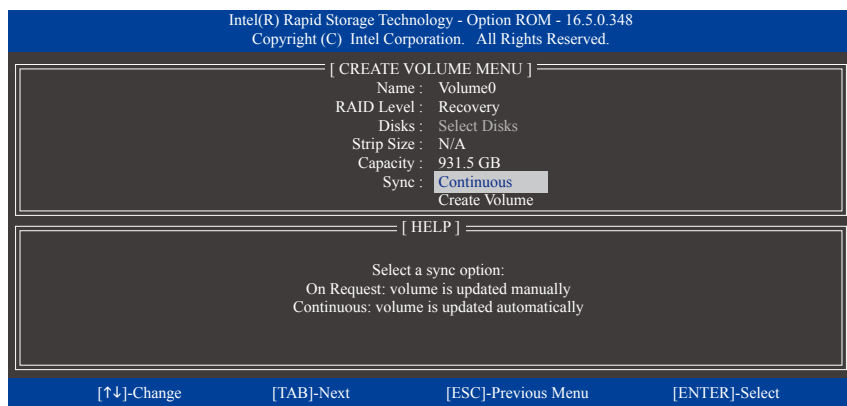 Intel(R) Rapid Storage Technology - Option ROM - 16.5.0.348
Copyright (C) Intel Corporation. All Rights Reserved.
[ CREATE VOLUME MENU ]
Name : Volume0
RAID Level : Recovery
Disks : Select Disks
Strip Size : N/A
Capacity : 931.5 GB
Sync : Continuous
Create Volume
[ HELP ]
Select a sync option:
On Request: volume is updated manually
Continuous: volume is updated automatically
[↑↓]-Change [TAB]-Next [ESC]-Previous Menu [ENTER]-Select